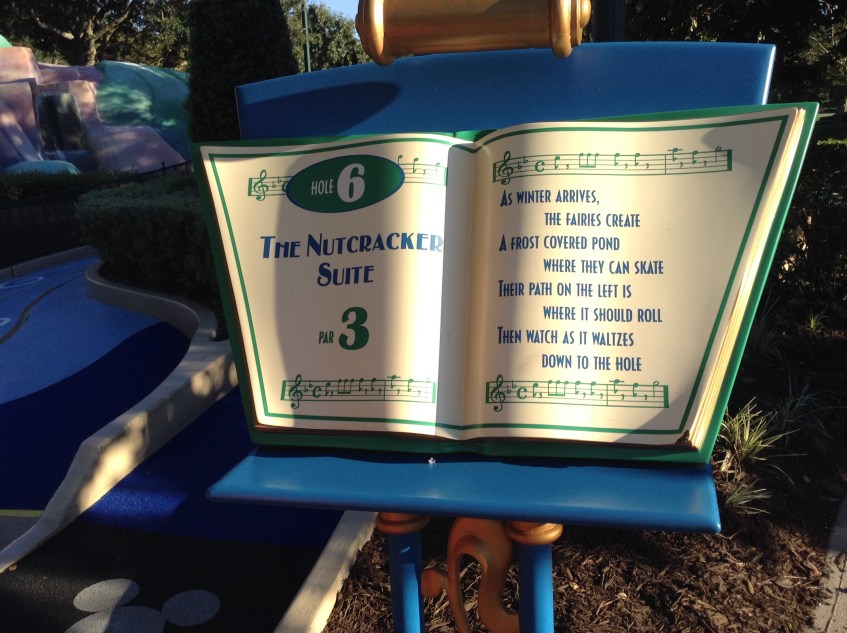 HOLE 6
THE NUTCRACKER
SUITE
PAR 3
AS WINTER ARRIVES,
THE FAIRIES CREATE
A FROST COVERED POND
WHERE THEY CAN SKATE
THEIR PATH ON THE LEFT IS
WHERE IT SHOULD ROLL
THEN WATCH AS IT WALTZES
DOWN TO THE HOLE